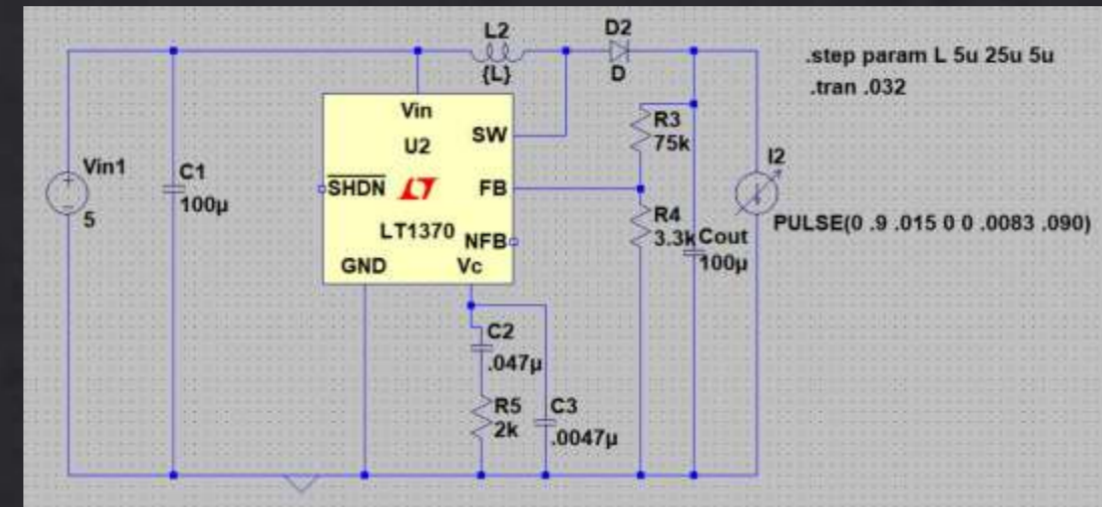 L2
{L}
D2
D
.step param L 5u 25u 5u
.tran .032
Vin1
5
C1
100µ
Vin
U2
SW
SHDN
FB
LT1370
NFB
GND
Vc
R3
75k
R4
3.3k
Cout
100µ
I2
PULSE(0 .9 .015 0 0 .0083 .090)
C2
.047µ
R5
2k
C3
.0047µ